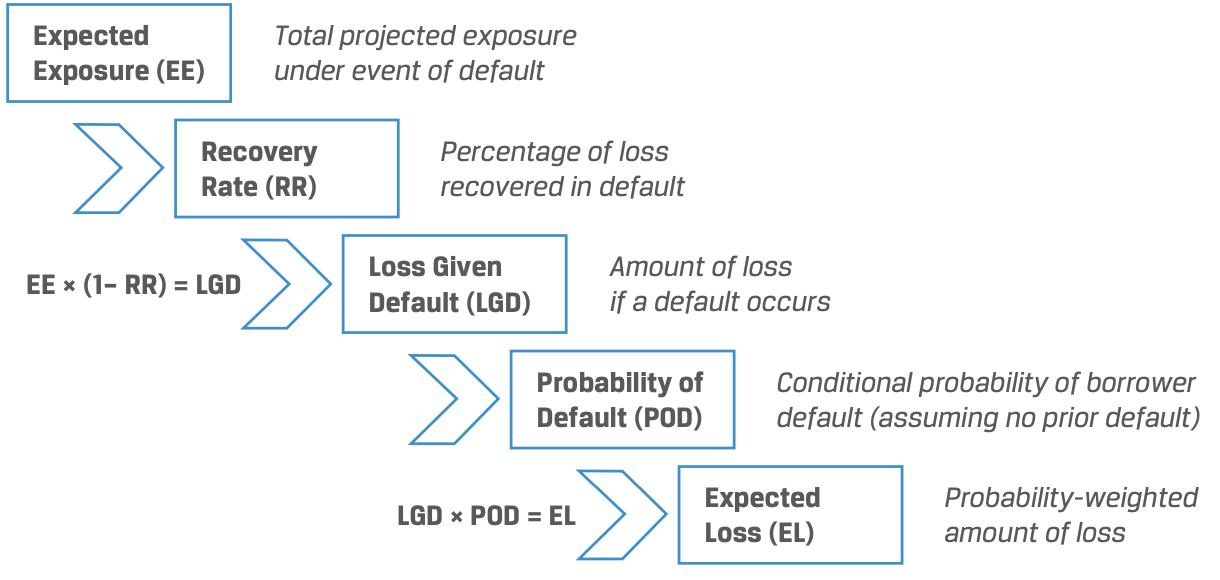 Expected
Exposure (EE)
Total projected exposure
under event of default
Recovery
Rate (RR)
Percentage of loss
recovered in default
EE × (1– RR) = LGD
Loss Given
Default (LGD)
Amount of loss
if a default occurs
Probability of
Default (POD)
Conditional probability of borrower
default (assuming no prior default)
LGD × POD = EL
Expected
Loss (EL)
Probability-weighted
amount of loss